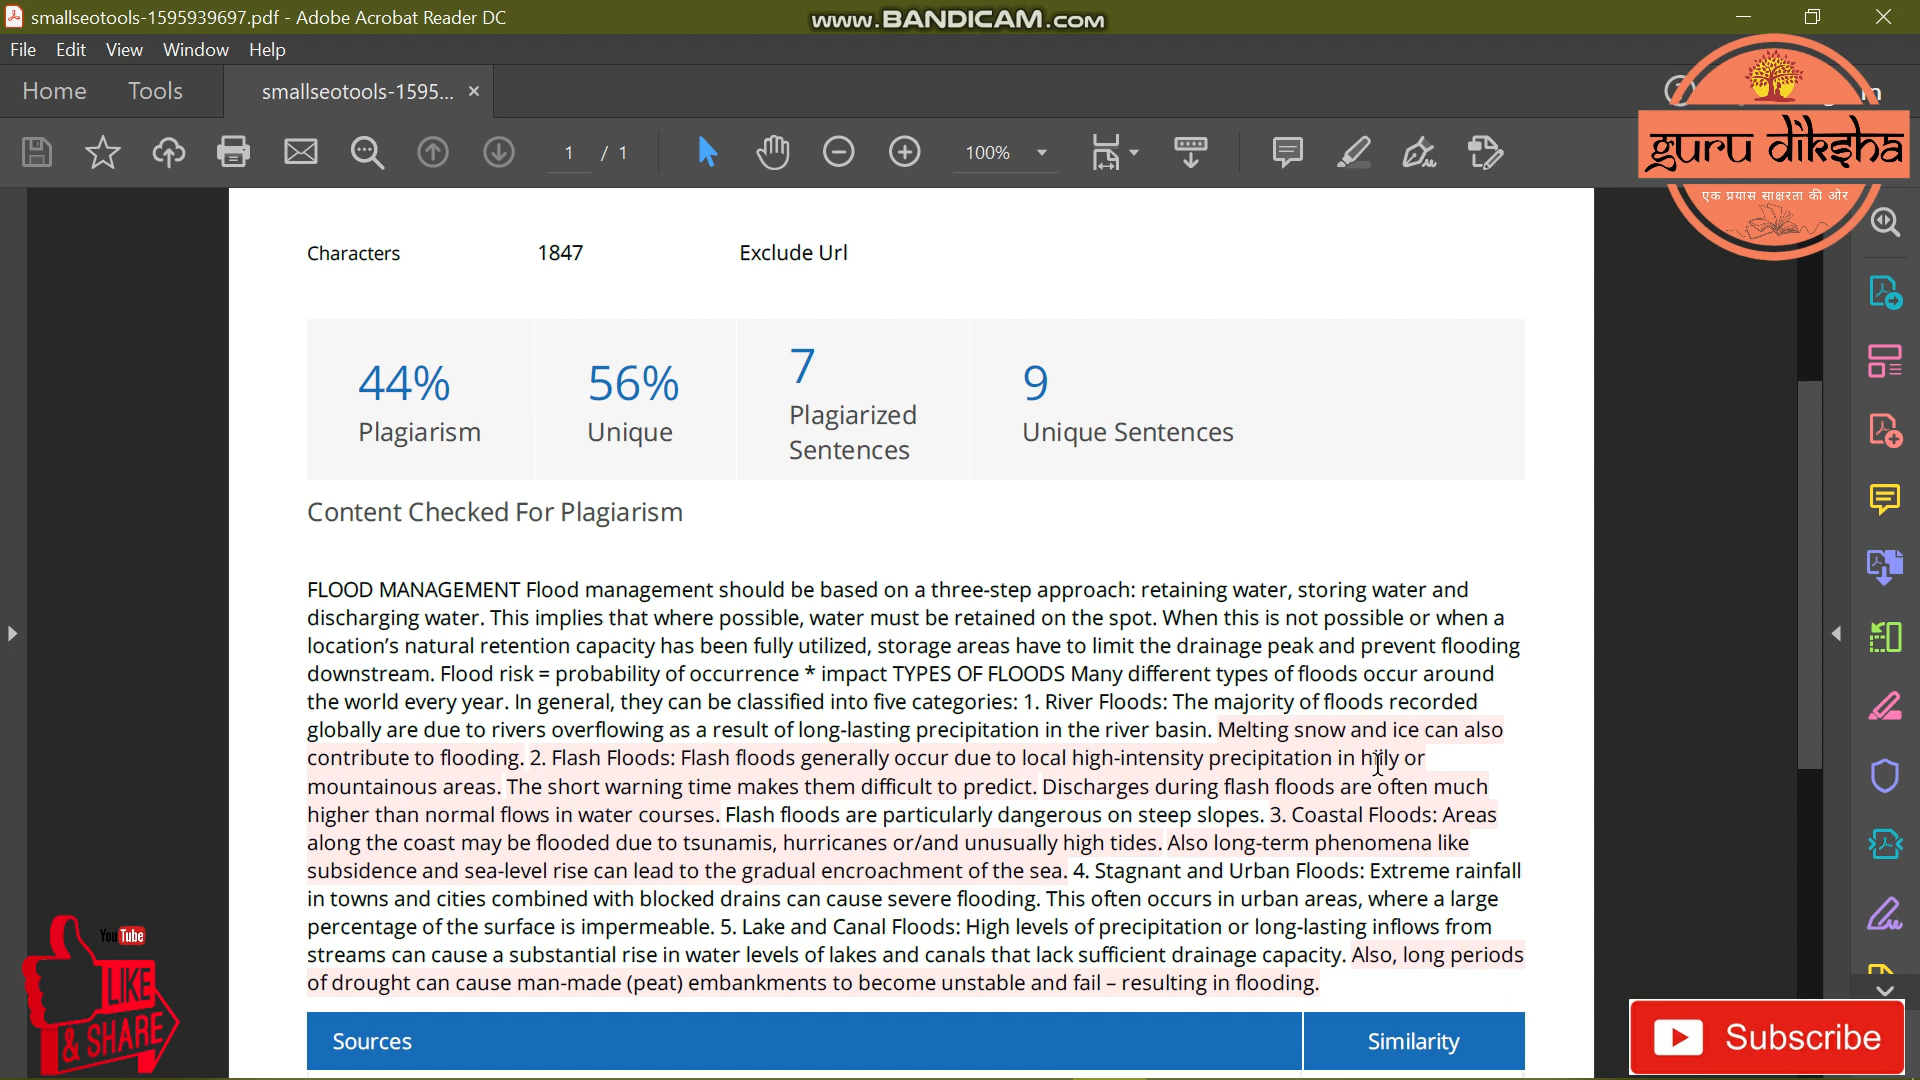 smallseotools-1595939697.pdf - Adobe Acrobat Reader DC
www.BANDICAM.com
File Edit View Window Help
Home Tools smallseotools-1595... ×
1 / 1 100%
guru diksha
एक प्रयास साक्षरता की ओर
Characters 1847 Exclude Url
44% Plagiarism
56% Unique
7 Plagiarized Sentences
9 Unique Sentences
Content Checked For Plagiarism
FLOOD MANAGEMENT Flood management should be based on a three-step approach: retaining water, storing water and
discharging water. This implies that where possible, water must be retained on the spot. When this is not possible or when a
location’s natural retention capacity has been fully utilized, storage areas have to limit the drainage peak and prevent flooding
downstream. Flood risk = probability of occurrence * impact TYPES OF FLOODS Many different types of floods occur around
the world every year. In general, they can be classified into five categories: 1. River Floods: The majority of floods recorded
globally are due to rivers overflowing as a result of long-lasting precipitation in the river basin. Melting snow and ice can also
contribute to flooding. 2. Flash Floods: Flash floods generally occur due to local high-intensity precipitation in hilly or
mountainous areas. The short warning time makes them difficult to predict. Discharges during flash floods are often much
higher than normal flows in water courses. Flash floods are particularly dangerous on steep slopes. 3. Coastal Floods: Areas
along the coast may be flooded due to tsunamis, hurricanes or/and unusually high tides. Also long-term phenomena like
subsidence and sea-level rise can lead to the gradual encroachment of the sea. 4. Stagnant and Urban Floods: Extreme rainfall
in towns and cities combined with blocked drains can cause severe flooding. This often occurs in urban areas, where a large
percentage of the surface is impermeable. 5. Lake and Canal Floods: High levels of precipitation or long-lasting inflows from
streams can cause a substantial rise in water levels of lakes and canals that lack sufficient drainage capacity. Also, long periods
of drought can cause man-made (peat) embankments to become unstable and fail – resulting in flooding.
Sources Similarity
YouTube
LIKE
& SHARE
Subscribe